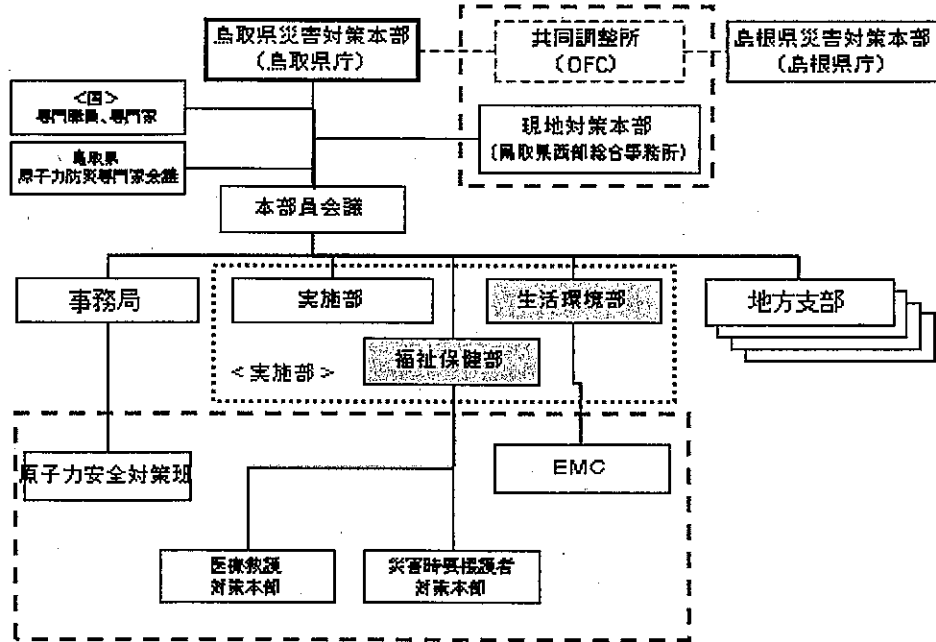 鳥取県災害対策本部
(鳥取県庁)
共同調整所
(OFC)
島根県災害対策本部
(島根県庁)
<国>
専門職員、専門家
現地対策本部
(鳥取県西部総合事務所)
鳥取県
原子力防災専門家会議
本部員会議
事務局
実施部
生活環境部
地方支部
福祉保健部
<実施部>
原子力安全対策班
EMC
医療救護
対策本部
災害時要援護者
対策本部